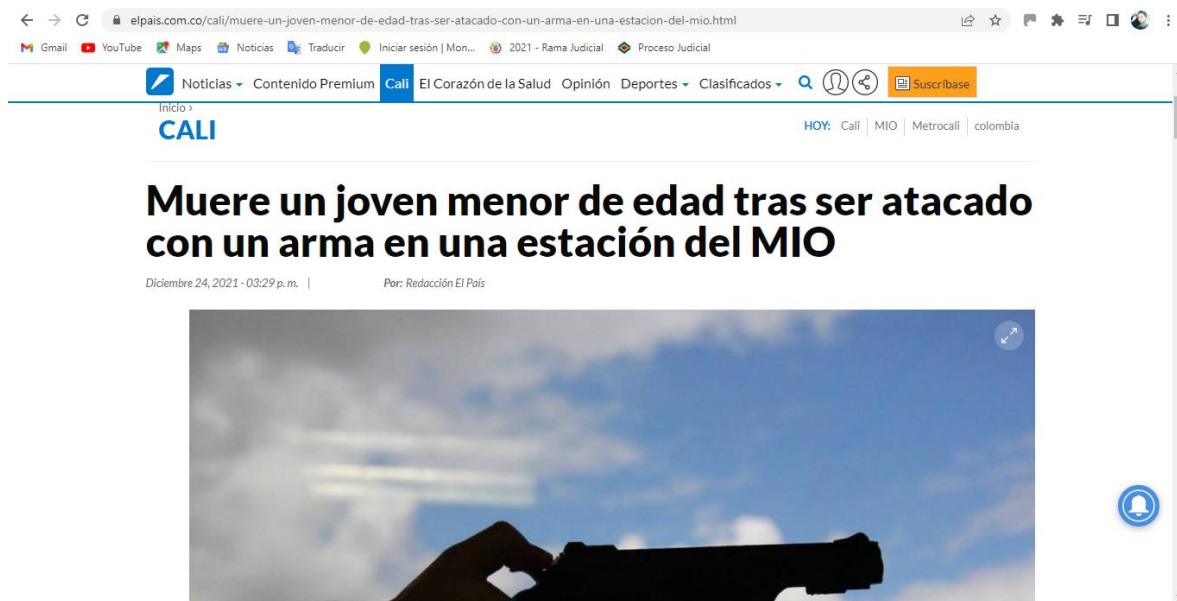 elpais.com.co/cali/muere-un-joven-menor-de-edad-tras-ser-atacado-con-un-arma-en-una-estacion-del-mio.html
Gmail YouTube Maps Noticias Traducir Iniciar sesión | Mon... 2021 - Rama Judicial Proceso Judicial
Noticias Contenido Premium Cali El Corazón de la Salud Opinión Deportes Clasificados Suscríbase
Inicio ›
CALI
HOY: Cali | MIO | Metrocali | colombia
Muere un joven menor de edad tras ser atacado
con un arma en una estación del MIO
Diciembre 24, 2021 - 03:29 p. m. | Por: Redacción El País